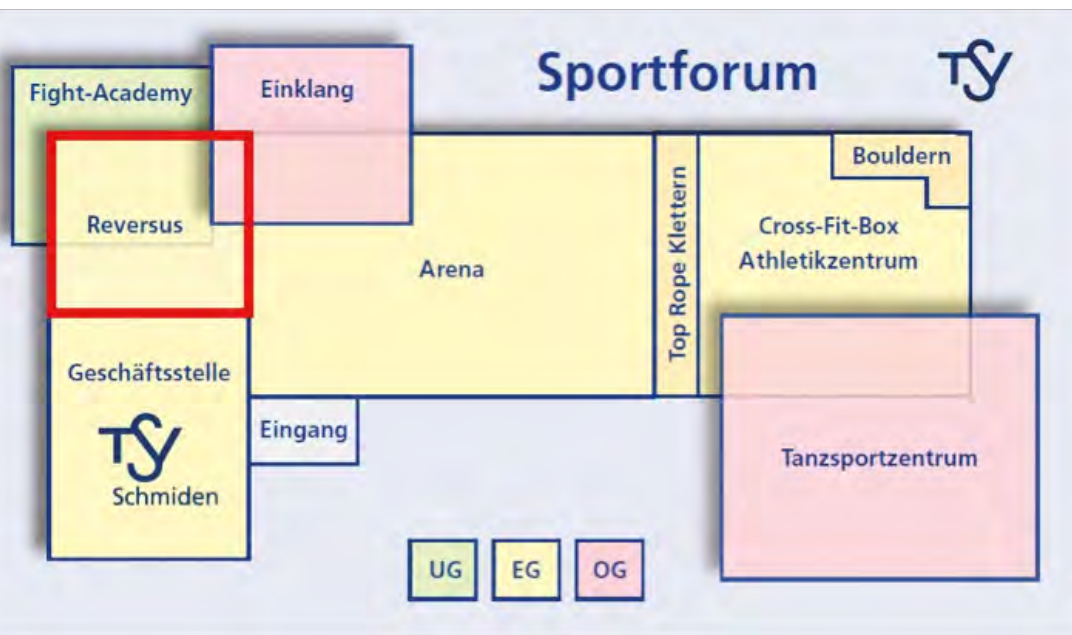 Sportforum
TSV
Fight-Academy
Einklang
Reversus
Arena
Top Rope Klettern
Bouldern
Cross-Fit-Box
Athletikzentrum
Geschäftsstelle
TSV
Schmiden
Eingang
Tanzsportzentrum
UG
EG
OG